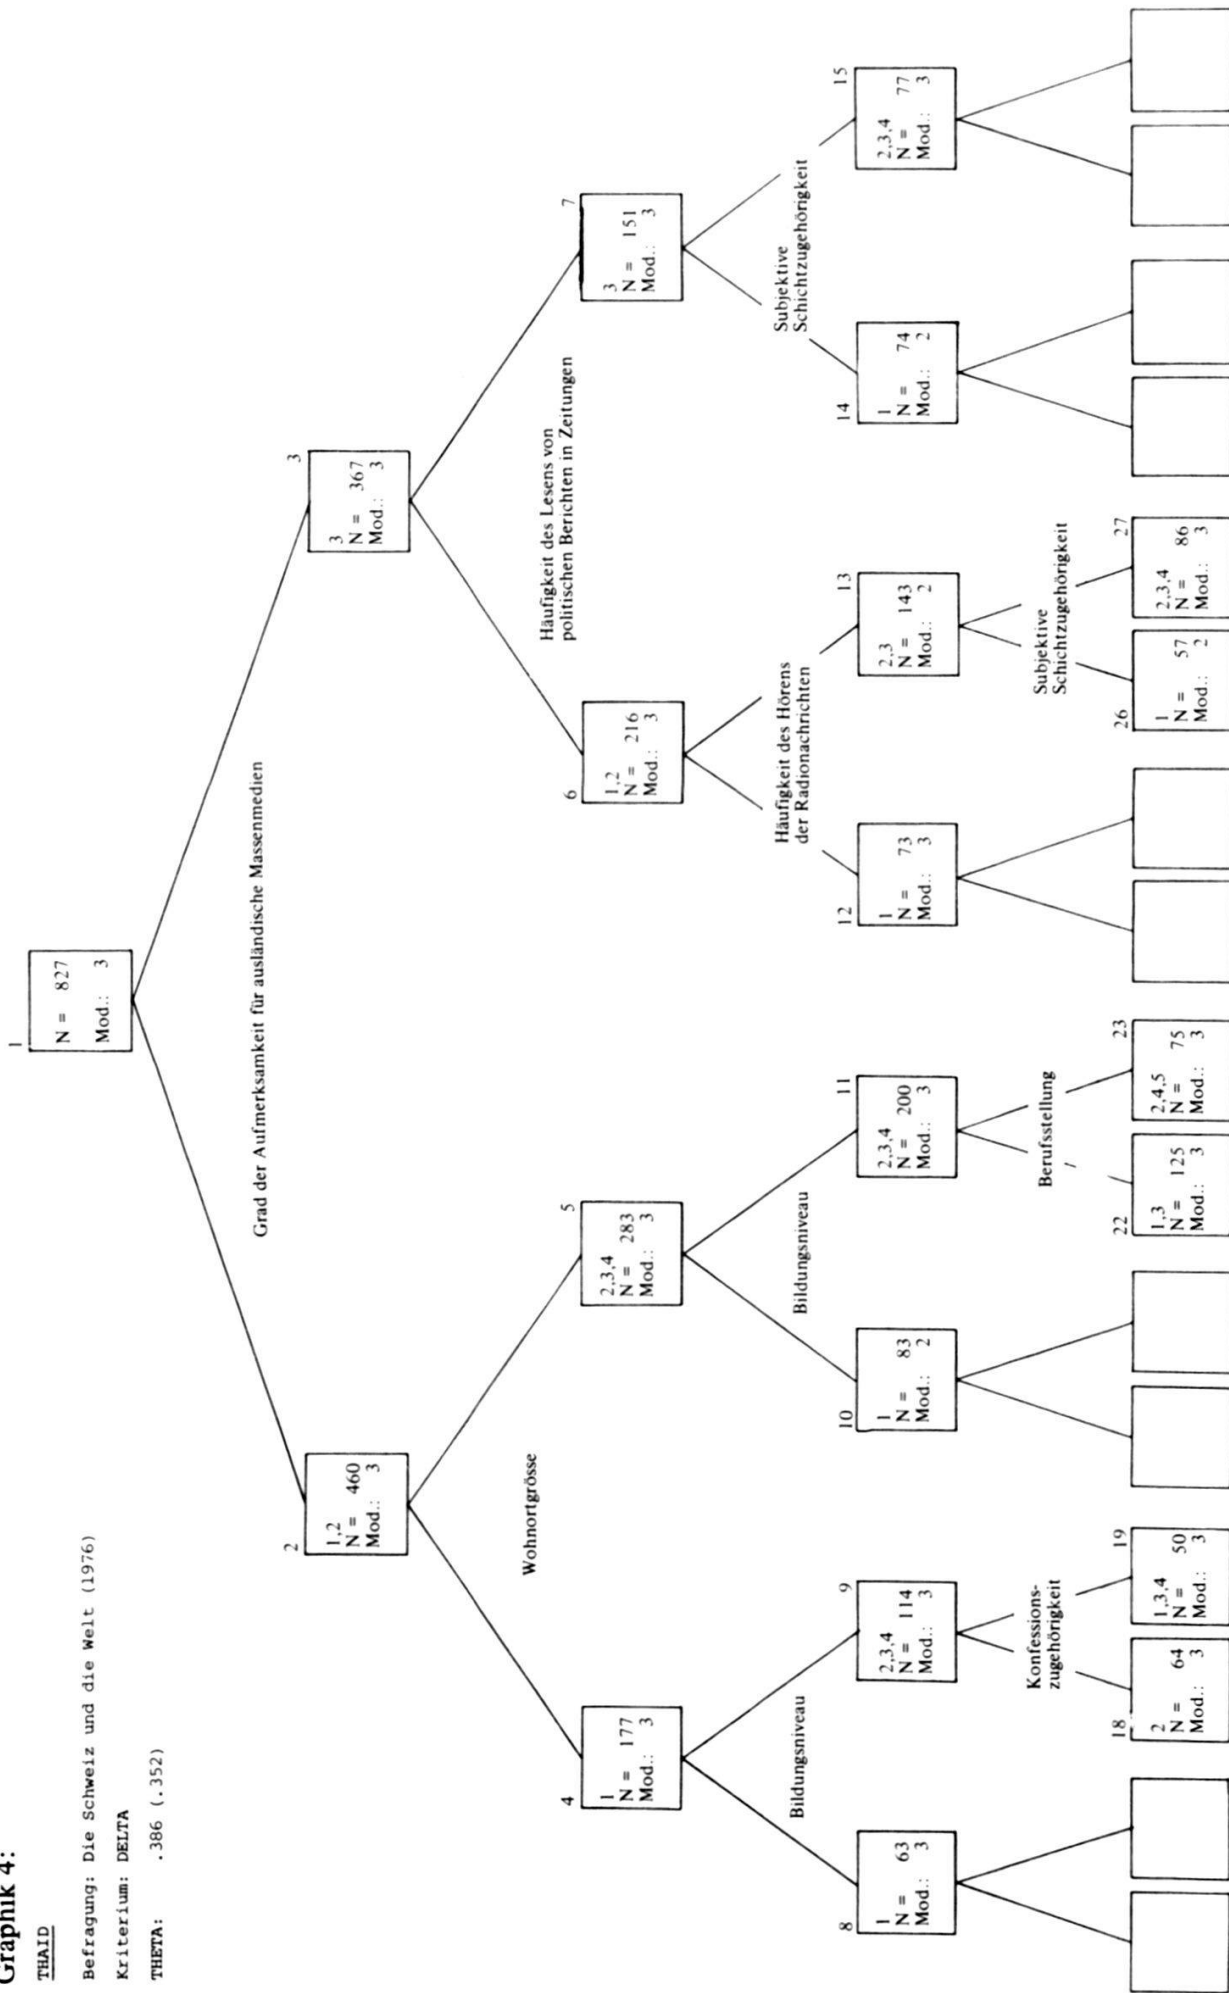 Graphik 4:
THAID
Befragung: Die Schweiz und die Welt (1976)
Kriterium: DELTA
THETA: .386 (.352)
1
N = 827
Mod.: 3
Grad der Aufmerksamkeit für ausländische Massenmedien
2
1,2
N = 460
Mod.: 3
3
3
N = 367
Mod.: 3
Wohnortgrösse
Häufigkeit des Lesens von
politischen Berichten in Zeitungen
4
1
N = 177
Mod.: 3
5
2,3,4
N = 283
Mod.: 3
6
1,2
N = 216
Mod.: 3
7
3
N = 151
Mod.: 3
Bildungsniveau
Bildungsniveau
Häufigkeit des Hörens
der Radionachrichten
Subjektive
Schichtzugehörigkeit
8
1
N = 63
Mod.: 3
9
2,3,4
N = 114
Mod.: 3
10
1
N = 83
Mod.: 2
11
2,3,4
N = 200
Mod.: 3
12
1
N = 73
Mod.: 3
13
2,3
N = 143
Mod.: 2
14
1
N = 74
Mod.: 2
15
2,3,4
N = 77
Mod.: 3
Konfessions-
zugehörigkeit
Berufsstellung
Subjektive
Schichtzugehörigkeit
18
2
N = 64
Mod.: 3
19
1,3,4
N = 50
Mod.: 3
22
1,3
N = 125
Mod.: 3
23
2,4,5
N = 75
Mod.: 3
26
1
N = 57
Mod.: 2
27
2,3,4
N = 86
Mod.: 3